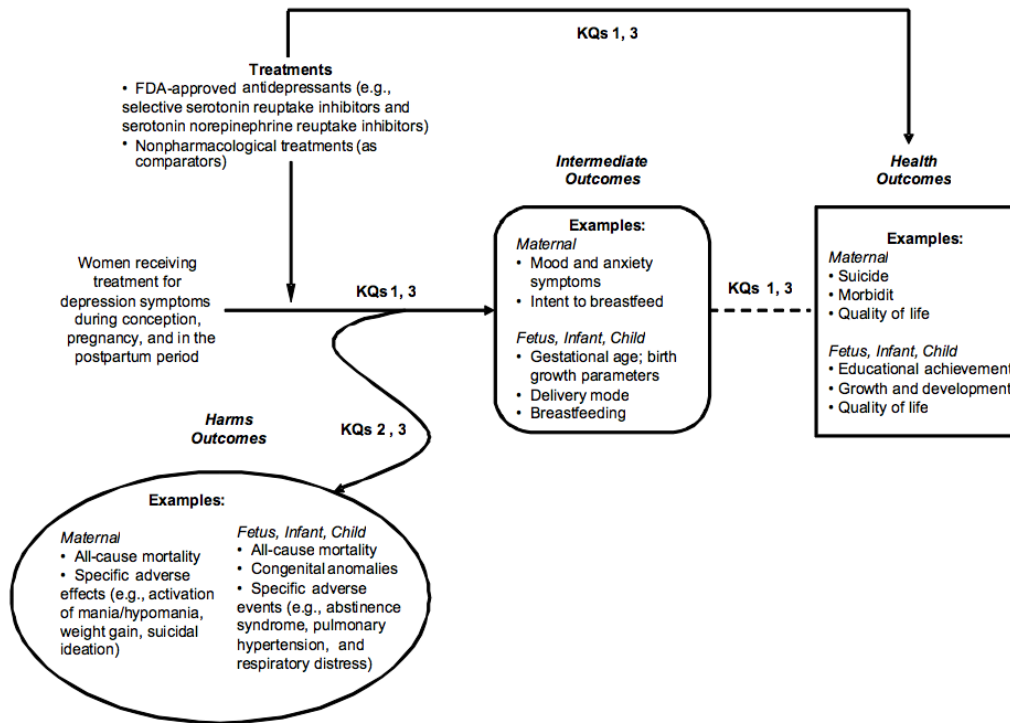 KQs 1, 3
Treatments
• FDA-approved antidepressants (e.g.,
selective serotonin reuptake inhibitors and
serotonin norepinephrine reuptake inhibitors)
• Nonpharmacological treatments (as
comparators)
Intermediate
Outcomes
Health
Outcomes
Women receiving
treatment for
depression symptoms
during conception,
pregnancy, and in the
postpartum period
KQs 1, 3
Examples:
Maternal
• Mood and anxiety
symptoms
• Intent to breastfeed
Fetus, Infant, Child
• Gestational age; birth
growth parameters
• Delivery mode
• Breastfeeding
KQs 1, 3
Examples:
Maternal
• Suicide
• Morbidit
• Quality of life
Fetus, Infant, Child
• Educational achievement
• Growth and development
• Quality of life
Harms
Outcomes
KQs 2 , 3
Examples:
Maternal
• All-cause mortality
• Specific adverse
effects (e.g., activation
of mania/hypomania,
weight gain, suicidal
ideation)
Fetus, Infant, Child
• All-cause mortality
• Congenital anomalies
• Specific adverse
events (e.g., abstinence
syndrome, pulmonary
hypertension, and
respiratory distress)